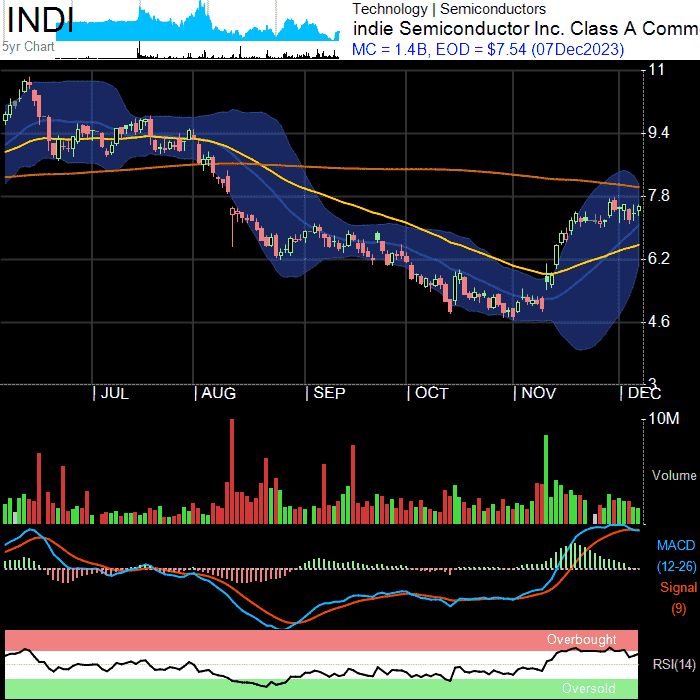 INDI
5yr Chart
Technology | Semiconductors
indie Semiconductor Inc. Class A Comm
MC = 1.4B, EOD = $7.54 (07Dec2023)
11
9.4
7.8
6.2
4.6
3
| JUL | AUG | SEP | OCT | NOV | DEC
10M
Volume
MACD
(12-26)
Signal
(9)
Overbought
RSI(14)
Oversold